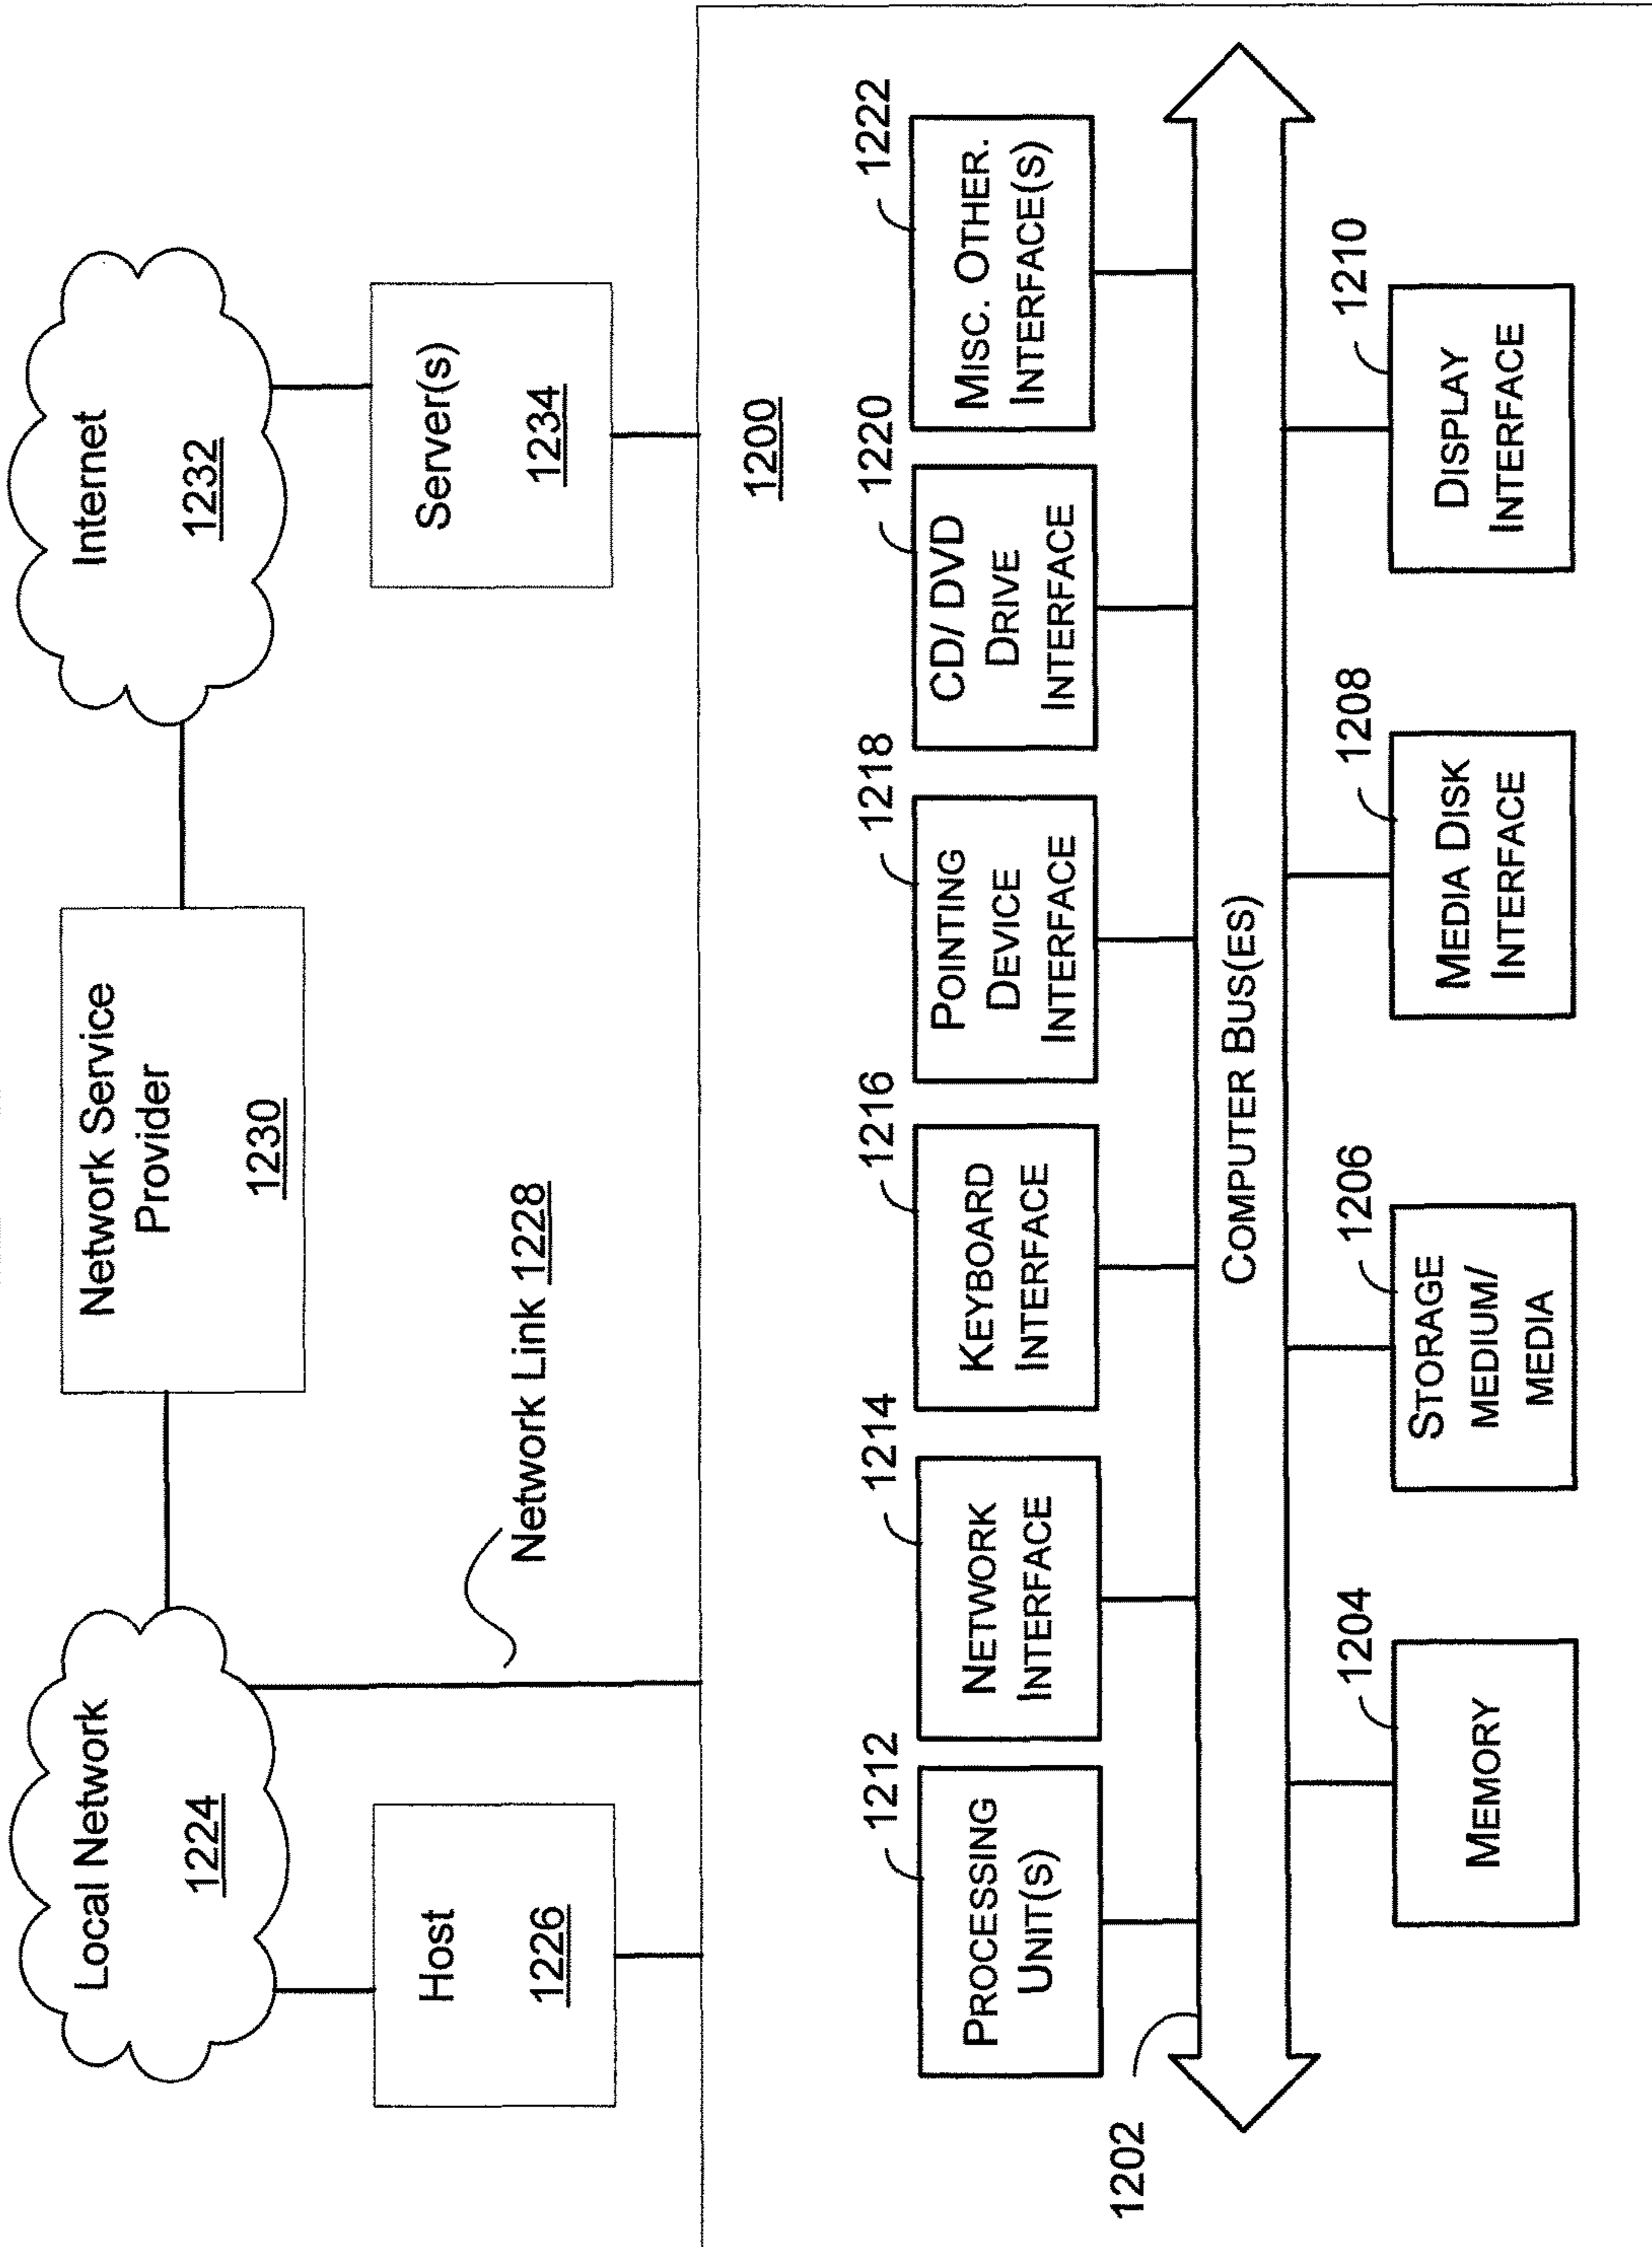 Local Network
1224
Network Service
Provider
1230
Internet
1232
Host
1226
Network Link 1228
Server(s)
1234
1200
1212
PROCESSING
UNIT(S)
1214
NETWORK
INTERFACE
1216
KEYBOARD
INTERFACE
1218
POINTING
DEVICE
INTERFACE
1220
CD/ DVD
DRIVE
INTERFACE
1222
MISC. OTHER.
INTERFACE(S)
1202
COMPUTER BUS(ES)
1204
MEMORY
1206
STORAGE
MEDIUM/
MEDIA
1208
MEDIA DISK
INTERFACE
1210
DISPLAY
INTERFACE